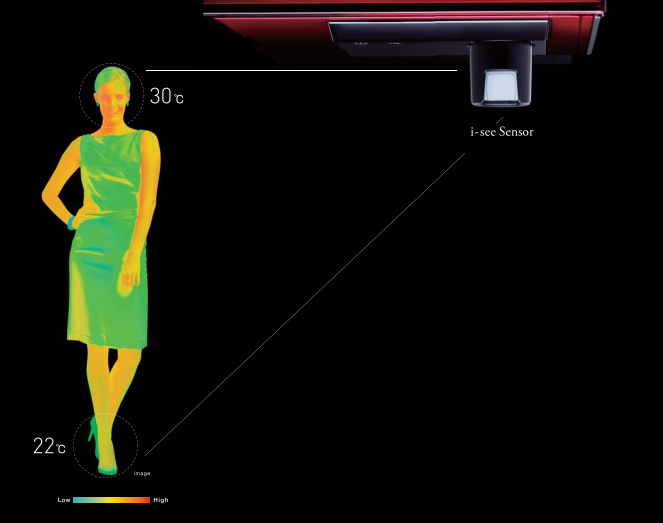 30℃
i-see Sensor
22℃
image
Low High